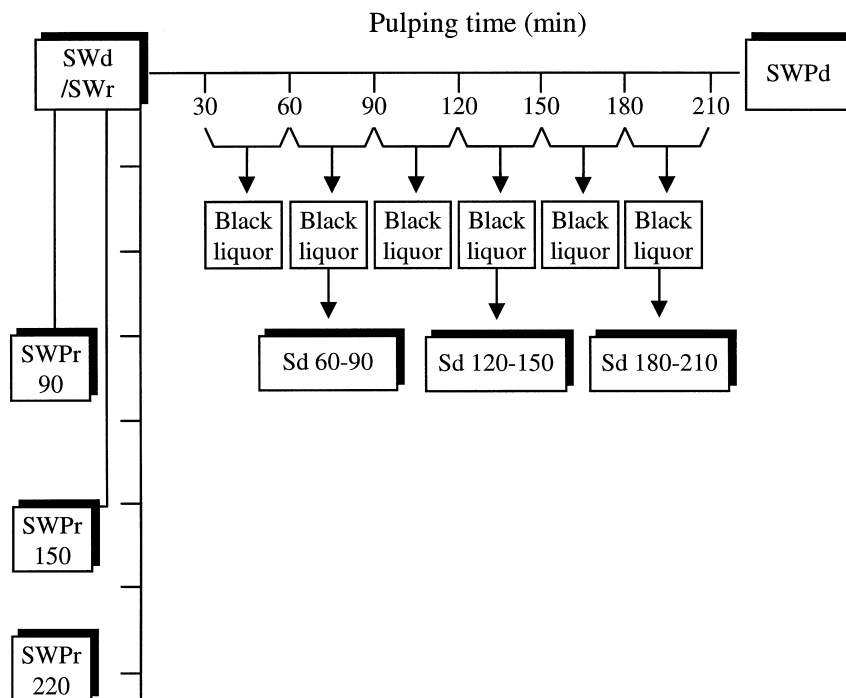 Pulping time (min)
SWd
/SWr
SWPd
30 60 90 120 150 180 210
Black Black Black Black Black Black
liquor liquor liquor liquor liquor liquor
SWPr
90
Sd 60-90 Sd 120-150 Sd 180-210
SWPr
150
SWPr
220